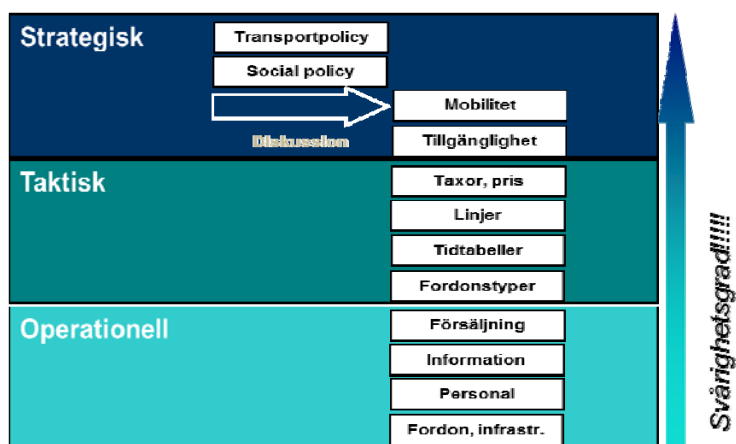 Strategisk
Transportpolicy
Social policy
Mobilitet
Diskussion
Tillgänglighet
Taktisk
Taxor, pris
Linjer
Tidtabeller
Fordonstyper
Operationell
Försäljning
Information
Personal
Fordon, infrastr.
Svårighetsgrad!!!!!